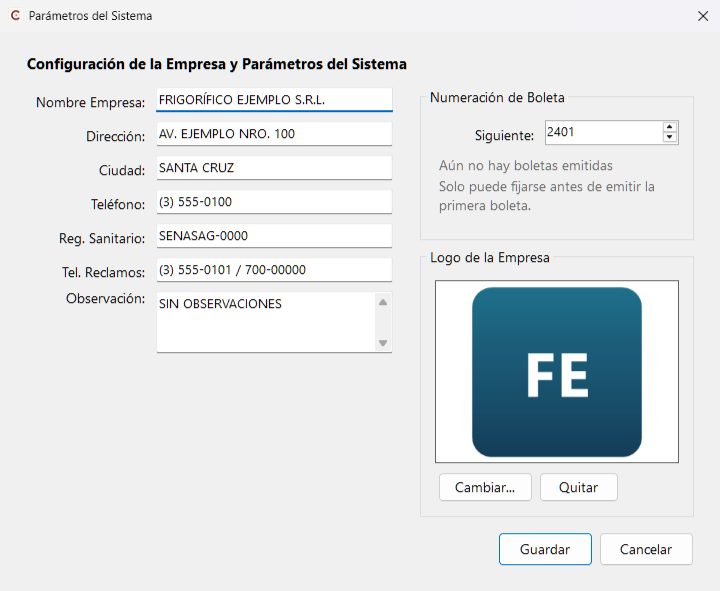 Parámetros del Sistema
Configuración de la Empresa y Parámetros del Sistema
Nombre Empresa: FRIGORÍFICO EJEMPLO S.R.L.
Dirección: AV. EJEMPLO NRO. 100
Ciudad: SANTA CRUZ
Teléfono: (3) 555-0100
Reg. Sanitario: SENASAG-0000
Tel. Reclamos: (3) 555-0101 / 700-00000
Observación: SIN OBSERVACIONES
Numeración de Boleta
Siguiente: 2401
Aún no hay boletas emitidas
Solo puede fijarse antes de emitir la
primera boleta.
Logo de la Empresa
FE
Cambiar...
Quitar
Guardar
Cancelar